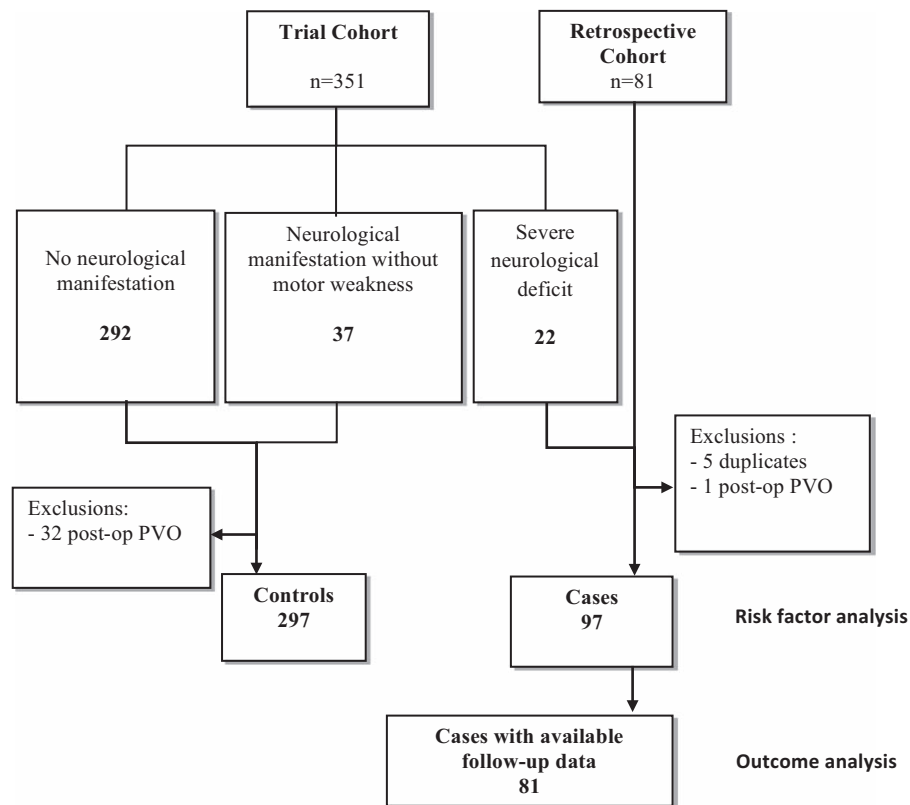 Trial Cohort
n=351
Retrospective
Cohort
n=81
No neurological
manifestation
292
Neurological
manifestation without
motor weakness
37
Severe
neurological
deficit
22
Exclusions :
- 5 duplicates
- 1 post-op PVO
Exclusions:
- 32 post-op PVO
Controls
297
Cases
97
Risk factor analysis
Cases with available
follow-up data
81
Outcome analysis